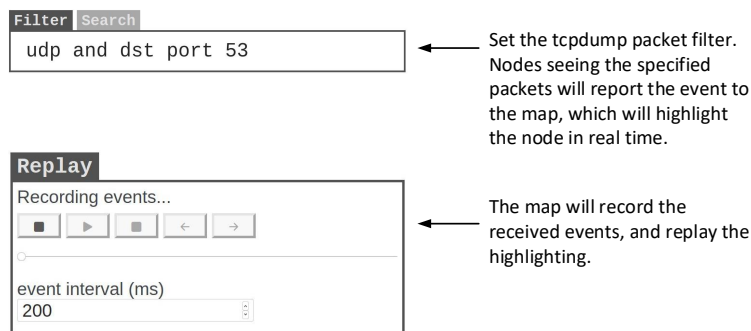 Filter Search
udp and dst port 53
Set the tcpdump packet filter.
Nodes seeing the specified
packets will report the event to
the map, which will highlight
the node in real time.
Replay
Recording events...
The map will record the
received events, and replay the
highlighting.
event interval (ms)
200